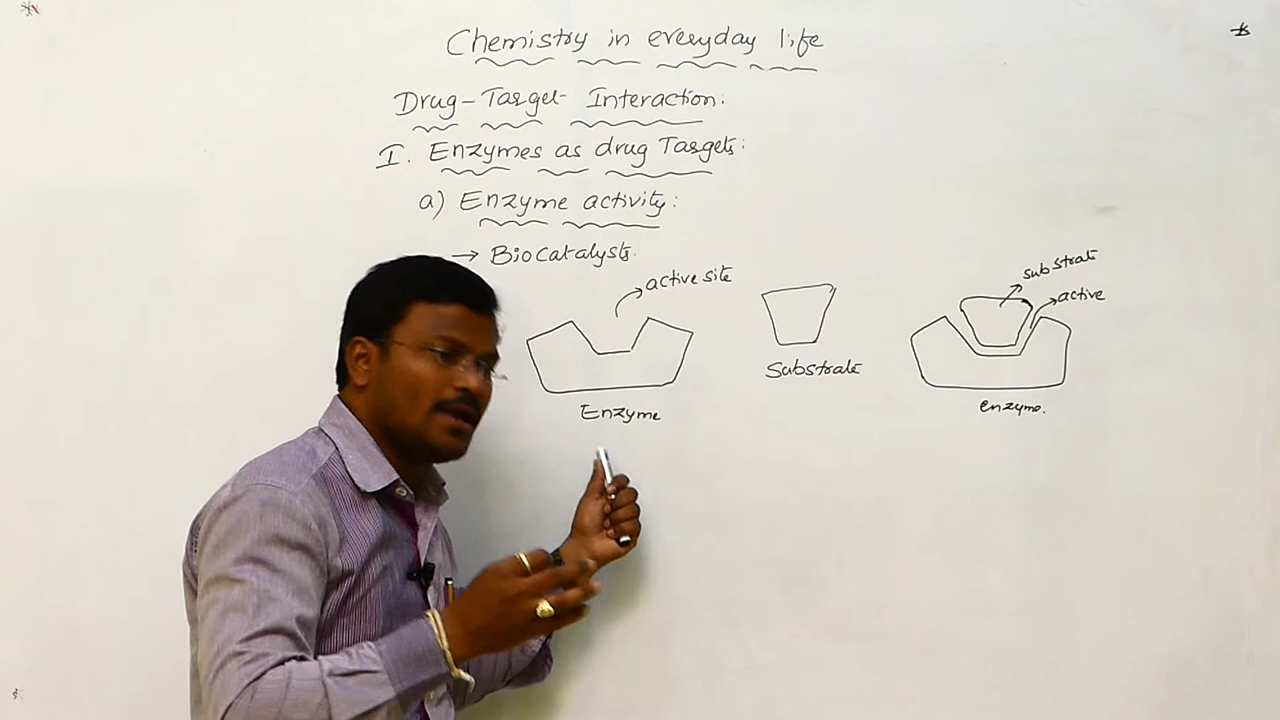 Chemistry in everyday life
Drug-Target Interaction:
I. Enzymes as drug Targets:
a) Enzyme activity:
→ Biocatalysts.
active site
Enzyme
Substrate
substrate
active
enzyme.